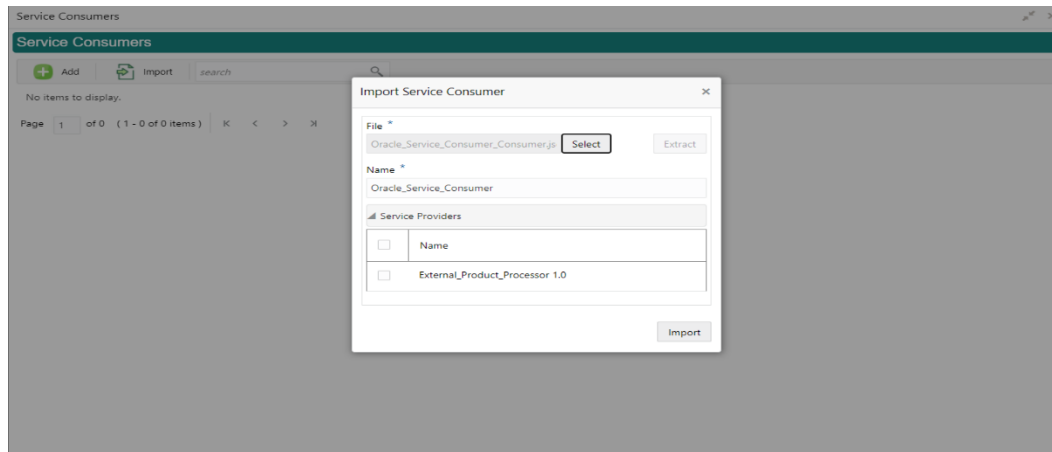 Service Consumers
Service Consumers
Add Import search
No items to display.
Page 1 of 0 (1 - 0 of 0 items) K < > Ʞ
Import Service Consumer ×
File *
Oracle_Service_Consumer_Consumer.js Select Extract
Name *
Oracle_Service_Consumer
Service Providers
Name
External_Product_Processor 1.0
Import